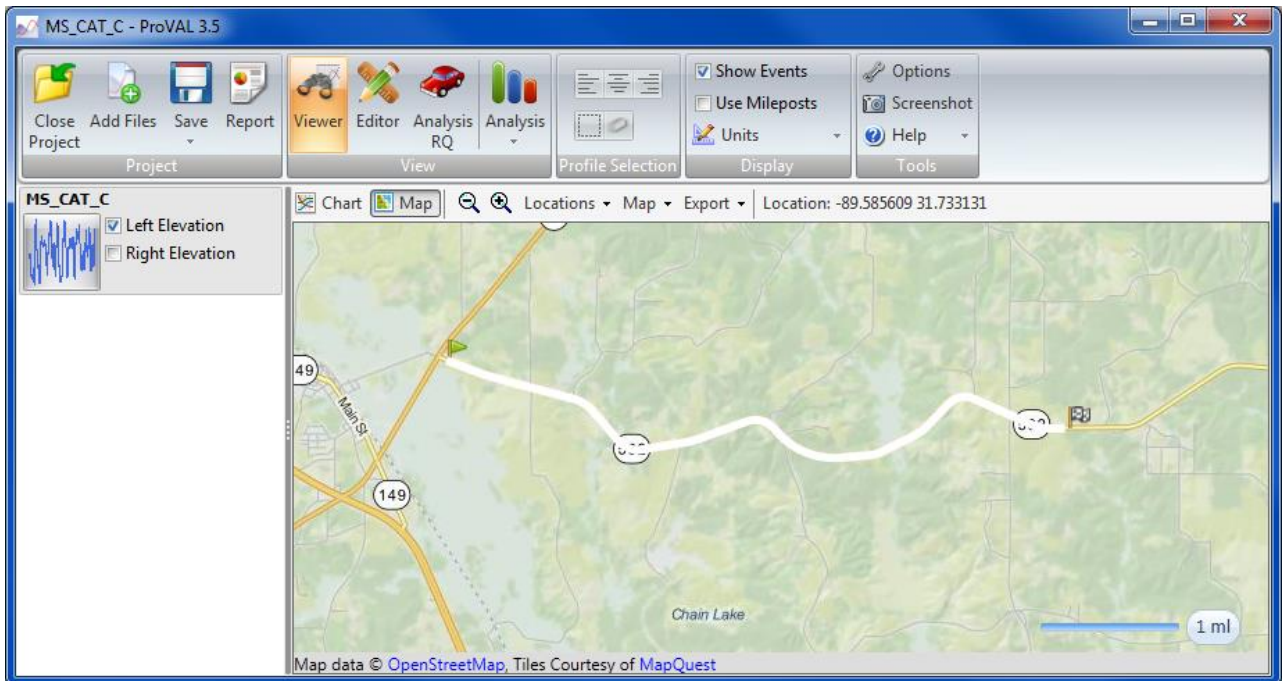 MS_CAT_C - ProVAL 3.5
Close Project
Add Files
Save
Report
Project
Viewer
Editor
Analysis RQ
Analysis
View
Profile Selection
Show Events
Use Mileposts
Units
Display
Options
Screenshot
Help
Tools
MS_CAT_C
Left Elevation
Right Elevation
Chart
Map
Locations
Map
Export
Location: -89.585609 31.733131
49
Main St
149
Chain Lake
1 ml
Map data © OpenStreetMap, Tiles Courtesy of MapQuest